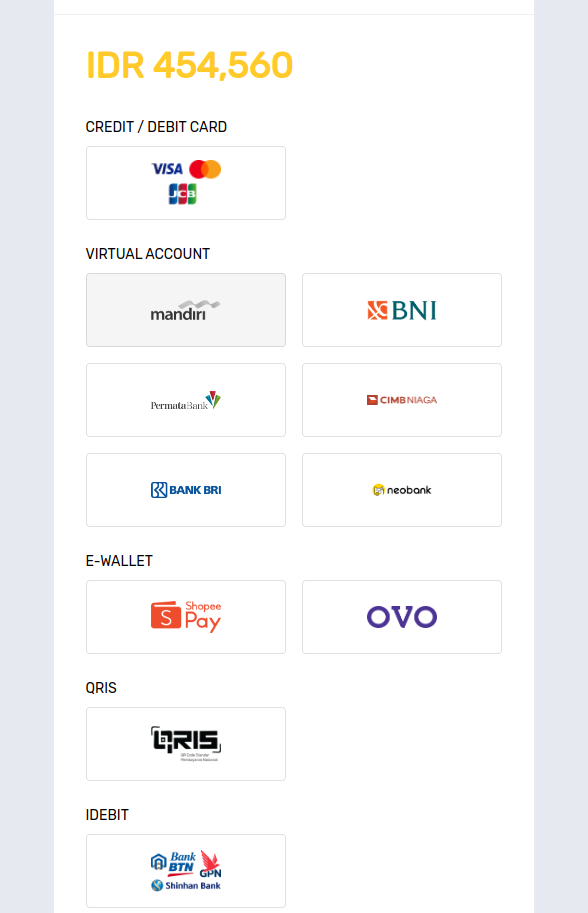 IDR 454,560
CREDIT / DEBIT CARD
VISA
JCB
VIRTUAL ACCOUNT
mandiri
BNI
PermataBank
CIMB NIAGA
BANK BRI
neobank
E-WALLET
S Shopee
Pay
OVO
QRIS
QRIS
QR Code Standar
Pembayaran Nasional
IDEBIT
Bank
BTN
GPN
Shinhan Bank